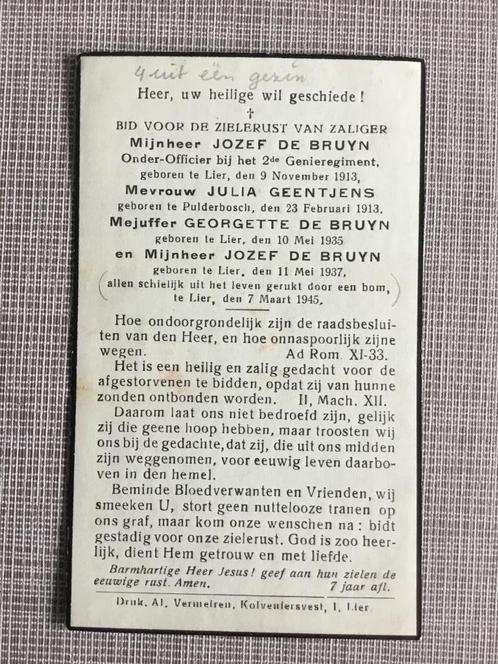 4 uit één gezin
Heer, uw heilige wil geschiede !
†
BID VOOR DE ZIELERUST VAN ZALIGER
Mijnheer JOZEF DE BRUYN
Onder-Officier bij het 2de Genieregiment,
geboren te Lier, den 9 November 1913,
Mevrouw JULIA GEENTJENS
geboren te Pulderbosch, den 23 Februari 1913,
Mejuffer GEORGETTE DE BRUYN
geboren te Lier, den 10 Mei 1935
en Mijnheer JOZEF DE BRUYN
geboren te Lier, den 11 Mei 1937,
( allen schielijk uit het leven gerukt door een bom, )
te Lier, den 7 Maart 1945.
Hoe ondoorgrondelijk zijn de raadsbeslui-
ten van den Heer, en hoe onnaspoorlijk zijne
wegen. Ad Rom. XI-33.
Het is een heilig en zalig gedacht voor de
afgestorvenen te bidden, opdat zij van hunne
zonden ontbonden worden. II, Mach. XII.
Daarom laat ons niet bedroefd zijn, gelijk
zij die geene hoop hebben, maar troosten wij
ons bij de gedachte, dat zij, die uit ons midden
zijn weggenomen, voor eeuwig leven daarbo-
ven in den hemel.
Beminde Bloedverwanten en Vrienden, wij
smeeken U, stort geen nuttelooze tranen op
ons graf, maar kom onze wenschen na : bidt
gestadig voor onze zielerust. God is zoo heer-
lijk, dient Hem getrouw en met liefde.
Barmhartige Heer Jesus ! geef aan hun zielen de
eeuwige rust. Amen. 7 jaar afl.
Druk. Al. Vermeiren, Kolveniersvest, 1, Lier